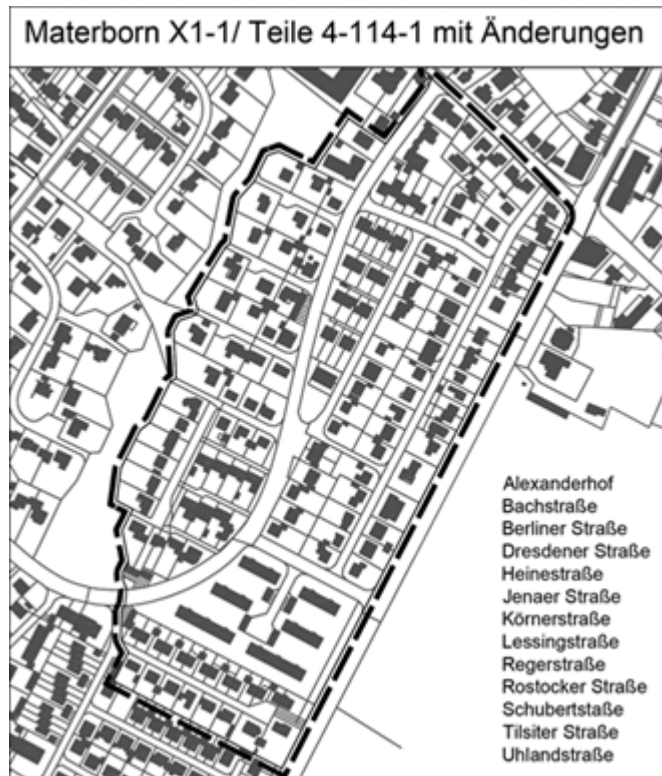 Materborn X1-1/ Teile 4-114-1 mit Änderungen
Alexanderhof
Bachstraße
Berliner Straße
Dresdener Straße
Heinestraße
Jenaer Straße
Körnerstraße
Lessingstraße
Regerstraße
Rostocker Straße
Schubertstaße
Tilsiter Straße
Uhlandstraße